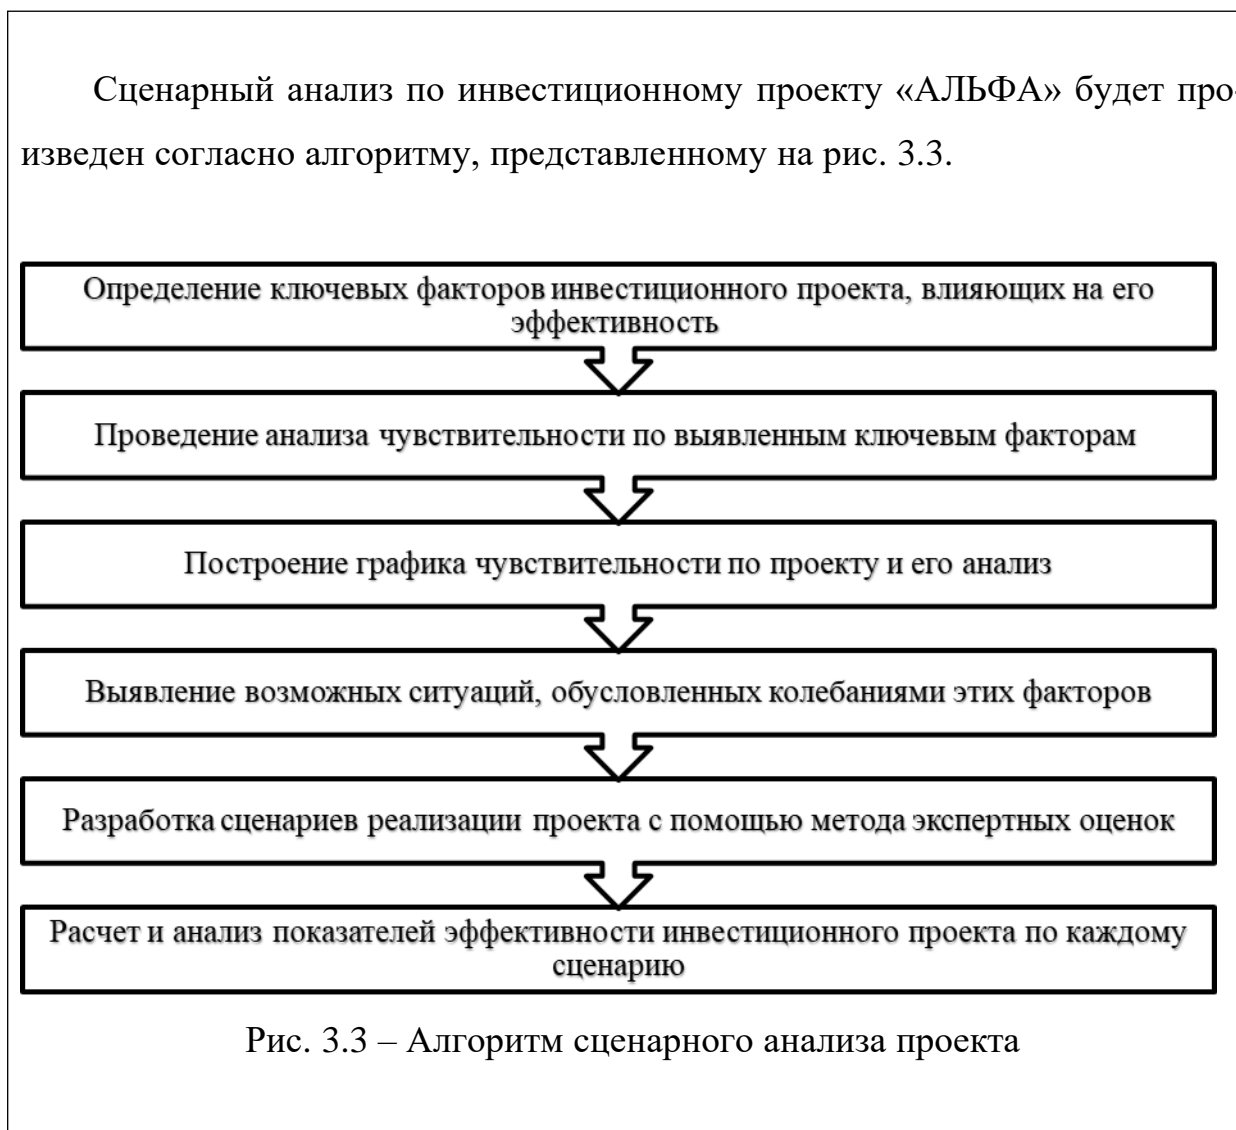 Сценарный анализ по инвестиционному проекту «АЛЬФА» будет про-
изведен согласно алгоритму, представленному на рис. 3.3.
Определение ключевых факторов инвестиционного проекта, влияющих на его
эффективность
Проведение анализа чувствительности по выявленным ключевым факторам
Построение графика чувствительности по проекту и его анализ
Выявление возможных ситуаций, обусловленных колебаниями этих факторов
Разработка сценариев реализации проекта с помощью метода экспертных оценок
Расчет и анализ показателей эффективности инвестиционного проекта по каждому
сценарию
Рис. 3.3 – Алгоритм сценарного анализа проекта